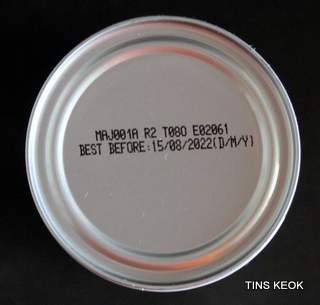 MAJ001A R2 T080 E02061
BEST BEFORE:15/08/2022(D/M/Y)
TINS KEOK